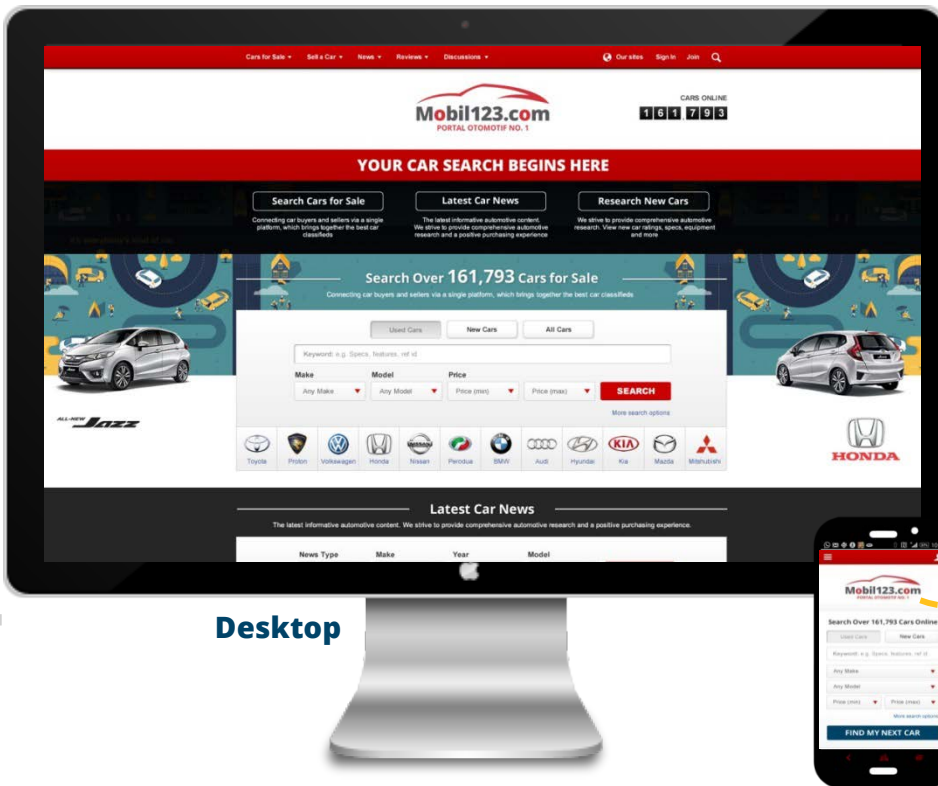 Cars for Sale Sell a Car News Reviews Discussions Our sites Sign In Join
Mobil123.com
PORTAL OTOMOTIF NO. 1
CARS ONLINE
161,793
YOUR CAR SEARCH BEGINS HERE
Search Cars for Sale
Connecting car buyers and sellers via a single
platform, which brings together the best car
classifieds
Latest Car News
The latest informative automotive content.
We strive to provide comprehensive automotive
research and a positive purchasing experience
Research New Cars
We strive to provide comprehensive automotive
research. View new car ratings, specs, equipment
and more
Search Over 161,793 Cars for Sale
Connecting car buyers and sellers via a single platform, which brings together the best car classifieds
Used Cars New Cars All Cars
Keyword: e.g. Specs, features, ref id
Make Model Price
Any Make Any Model Price (min) Price (max) SEARCH
More search options
ALL-NEW Jazz
HONDA
NISSAN KIA
Toyota Proton Volkswagen Honda Nissan Perodua BMW Audi Hyundai Kia Mazda Mitshubishi
Latest Car News
The latest informative automotive content. We strive to provide comprehensive automotive research and a positive purchasing experience.
News Type Make Year Model
Desktop
Mobil123.com
PORTAL OTOMOTIF NO. 1
Search Over 161,793 Cars Online
Used Cars New Cars
Keyword: e.g. Specs, features, ref id
Any Make
Any Model
Price (min) Price (max)
More search options
FIND MY NEXT CAR